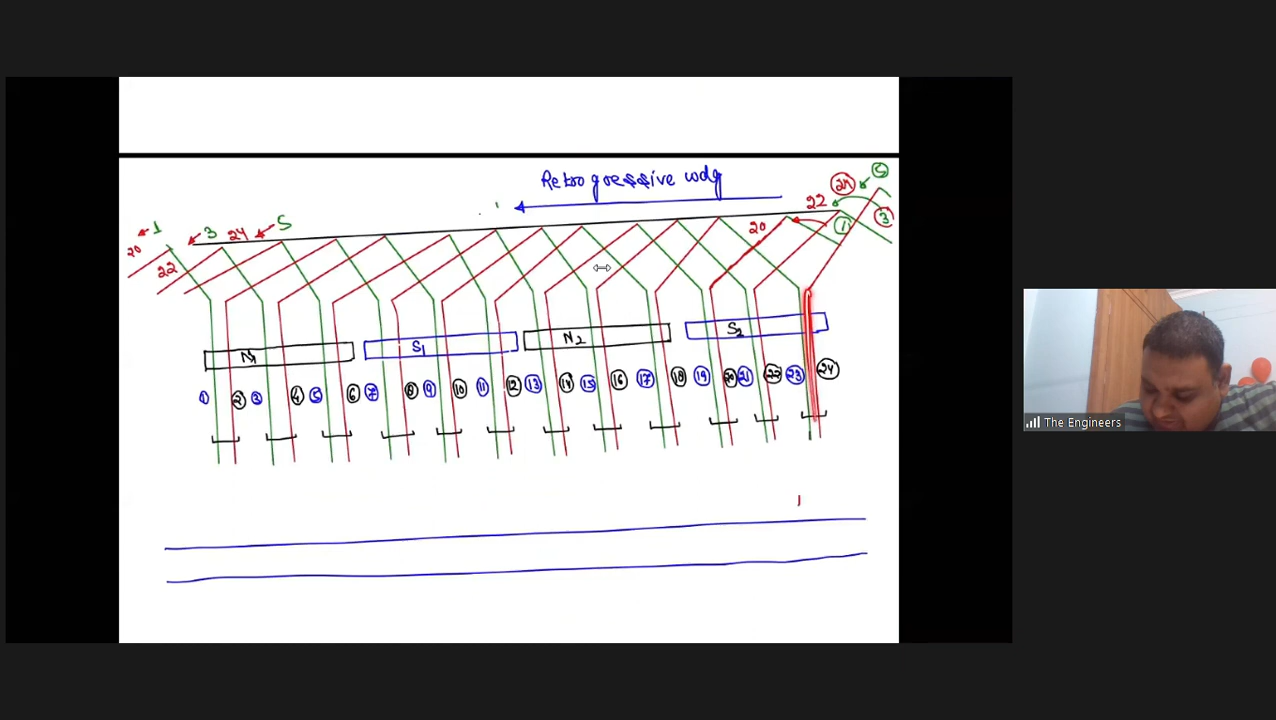 Retrogressive wdg
5
24
22
3
1
20
1
3
24
5
20
22
N1
S1
N2
S2
1 2 3 4 5 6 7 8 9 10 11 12 13 14 15 16 17 18 19 20 21 22 23 24
The Engineers